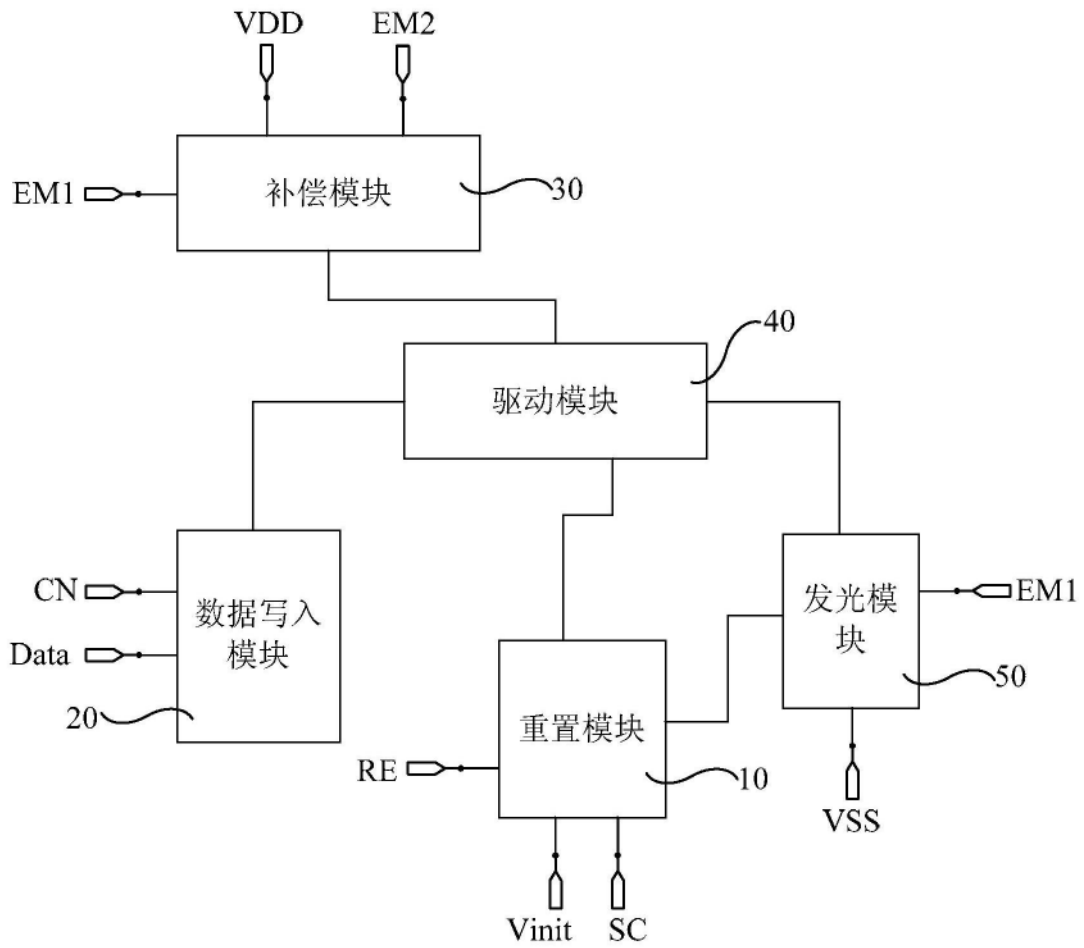 VDD
EM2
EM1
补偿模块
30
40
驱动模块
CN
Data
数据写入
模块
20
发光模
块
EM1
50
重置模块
RE
10
VSS
Vinit
SC